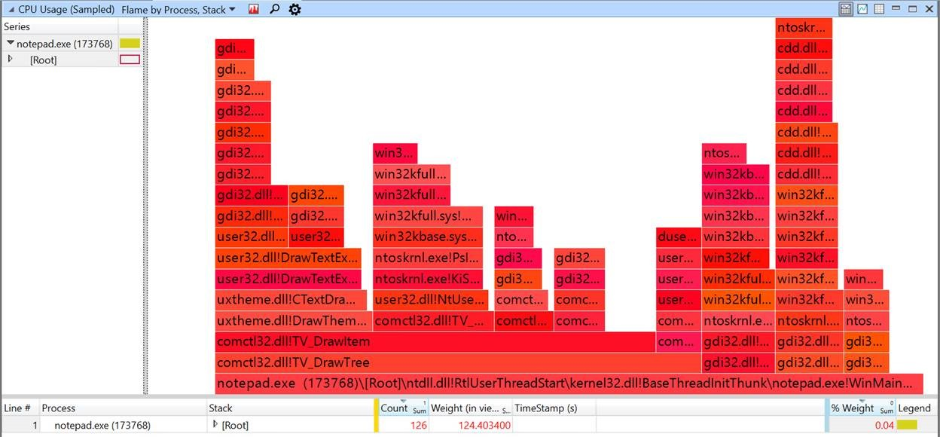 CPU Usage (Sampled) Flame by Process, Stack
Series
notepad.exe (173768)
[Root]
ntoskr...
gdi... cdd.dll...
gdi... cdd.dll...
gdi32.... cdd.dll...
gdi32.... cdd.dll...
gdi32.... cdd.dll!...
gdi32.... win3... ntos... cdd.dll!...
gdi32.... win32kfull... win32kb... cdd.dll!...
gdi32.dll!... gdi32.... win32kfull... win32kb... win32kf...
gdi32.dll!... gdi32.... win32kfull.sys!... win... win32kb... win32kf...
user32.dll... user32... win32kbase.sys... nto... duse... win32kb... win32kf...
user32.dll!DrawTextEx... ntoskrnl.exe!PsI... gdi3... gdi32... user... win32kf... win32kf...
user32.dll!DrawTextEx... ntoskrnl.exe!KiS... gdi3... gdi32... user... win32kful... win32kf... win...
uxtheme.dll!CTextDra... user32.dll!NtUse... comct... comc... user... win32kful... win32kf... win3...
uxtheme.dll!DrawThem... comctl32.dll!TV_... comctl... comc... com... ntoskrnl.e... ntoskrnl.... ntos...
comctl32.dll!TV_DrawItem com... gdi32.dll!... gdi32.dll... gdi3...
comctl32.dll!TV_DrawTree gdi32.dll!... gdi32.dll... gdi3...
notepad.exe (173768)\[Root]\ntdll.dll!RtlUserThreadStart\kernel32.dll!BaseThreadInitThunk\notepad.exe!WinMain...
Line # Process Stack Count Sum Weight (in vie... S... TimeStamp (s) % Weight Sum Legend
1 notepad.exe (173768) [Root] 126 124.403400 0.04